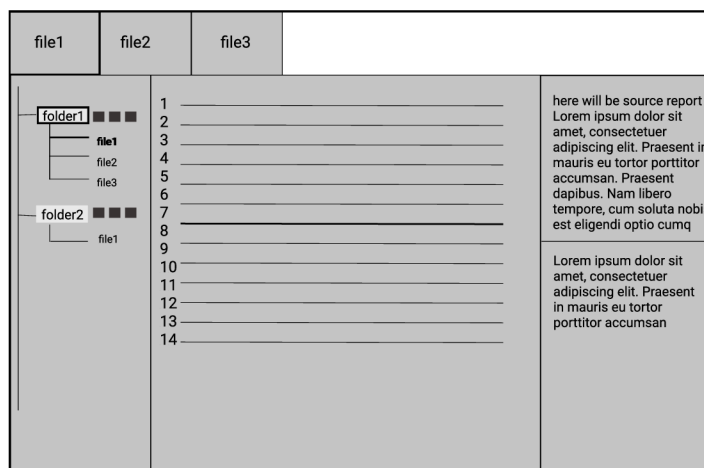 file1
file2
file3
folder1
file1
file2
file3
folder2
file1
1
2
3
4
5
6
7
8
9
10
11
12
13
14
here will be source report
Lorem ipsum dolor sit
amet, consectetuer
adipiscing elit. Praesent in
mauris eu tortor porttitor
accumsan. Praesent
dapibus. Nam libero
tempore, cum soluta nobi
est eligendi optio cumq
Lorem ipsum dolor sit
amet, consectetuer
adipiscing elit. Praesent
in mauris eu tortor
porttitor accumsan